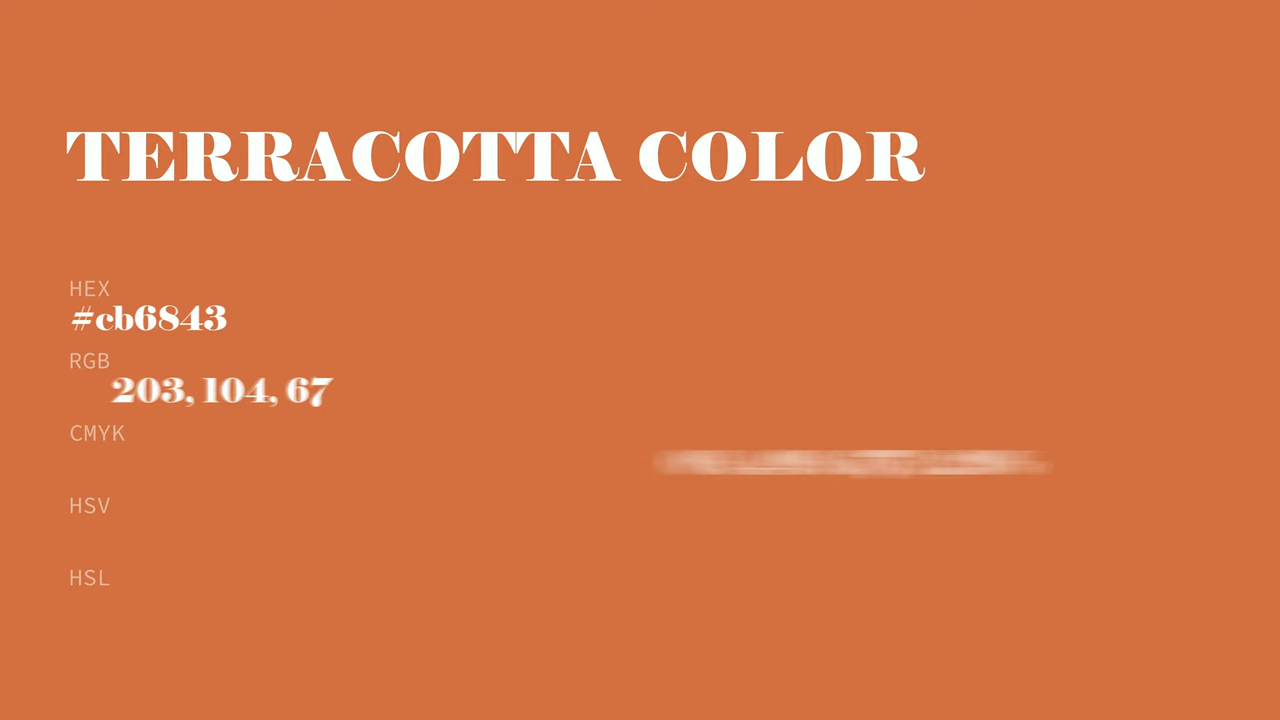 TERRACOTTA COLOR
HEX
#cb6843
RGB
203, 104, 67
CMYK
HSV
HSL